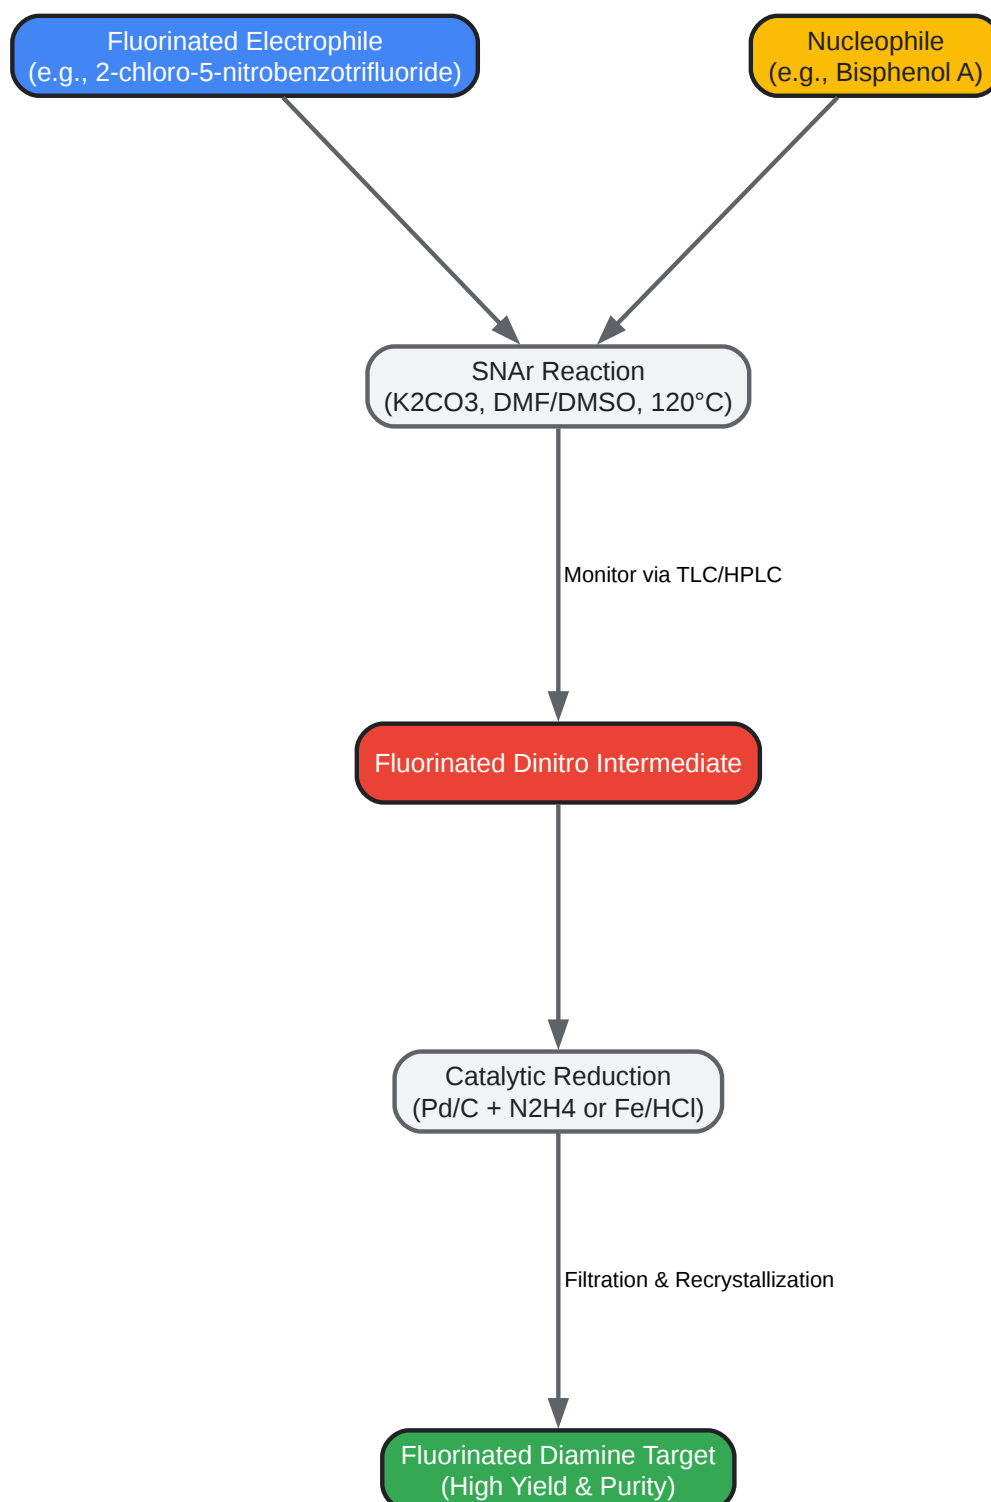 Fluorinated Electrophile
(e.g., 2-chloro-5-nitrobenzotrifluoride)
Nucleophile
(e.g., Bisphenol A)
SNAr Reaction
(K2CO3, DMF/DMSO, 120°C)
Monitor via TLC/HPLC
Fluorinated Dinitro Intermediate
Catalytic Reduction
(Pd/C + N2H4 or Fe/HCl)
Filtration & Recrystallization
Fluorinated Diamine Target
(High Yield & Purity)